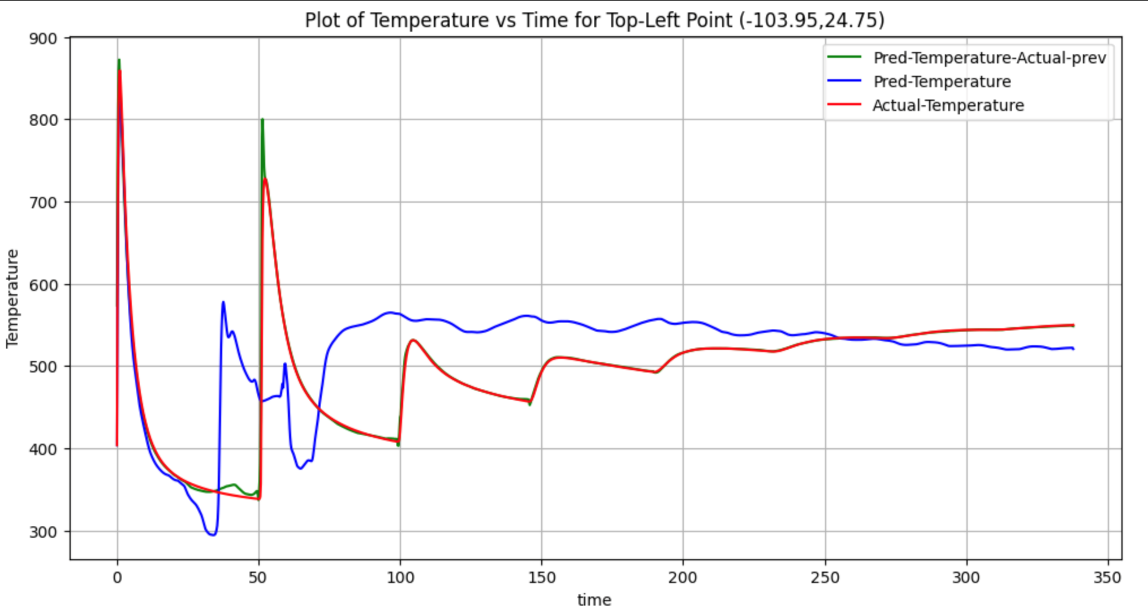 Plot of Temperature vs Time for Top-Left Point (-103.95,24.75)
Pred-Temperature-Actual-prev
Pred-Temperature
Actual-Temperature
Temperature
900
800
700
600
500
400
300
0 50 100 150 200 250 300 350
time